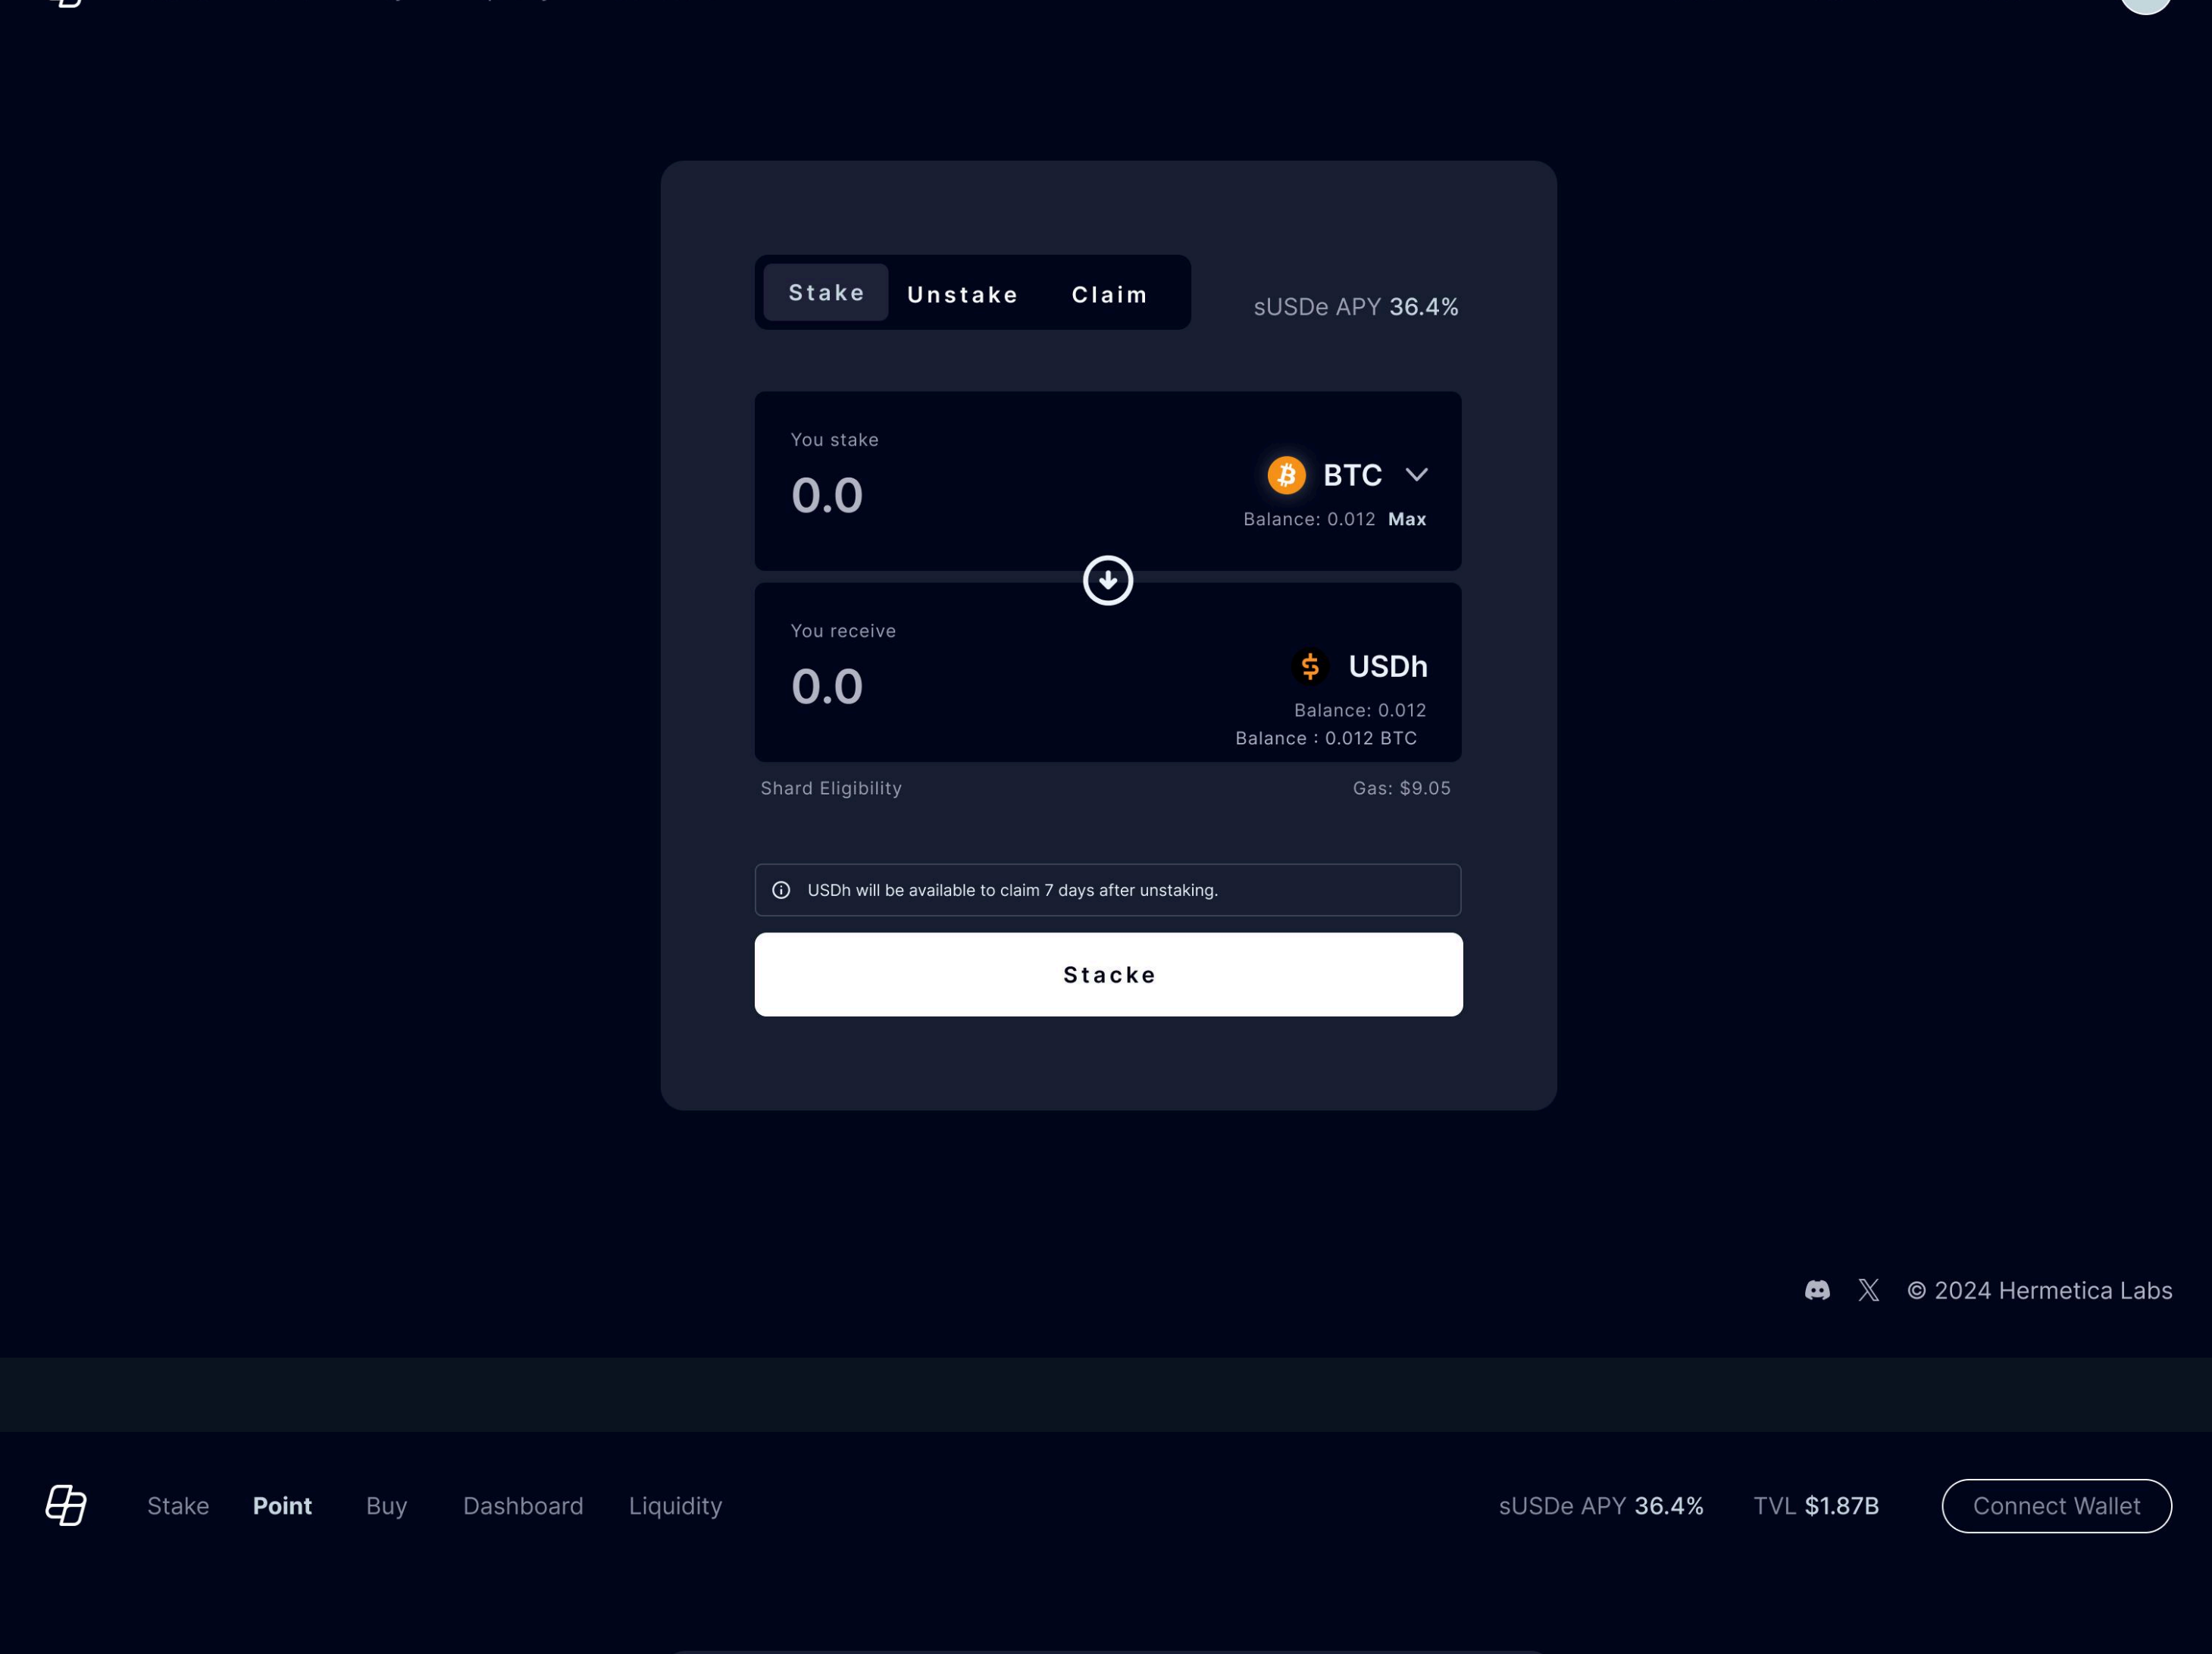 Stake Unstake Claim
sUSDe APY 36.4%
You stake
0.0
BTC
Balance: 0.012 Max
You receive
0.0
USDh
Balance: 0.012
Balance : 0.012 BTC
Shard Eligibility
Gas: $9.05
USDh will be available to claim 7 days after unstaking.
Stacke
© 2024 Hermetica Labs
Stake Point Buy Dashboard Liquidity
sUSDe APY 36.4% TVL $1.87B Connect Wallet